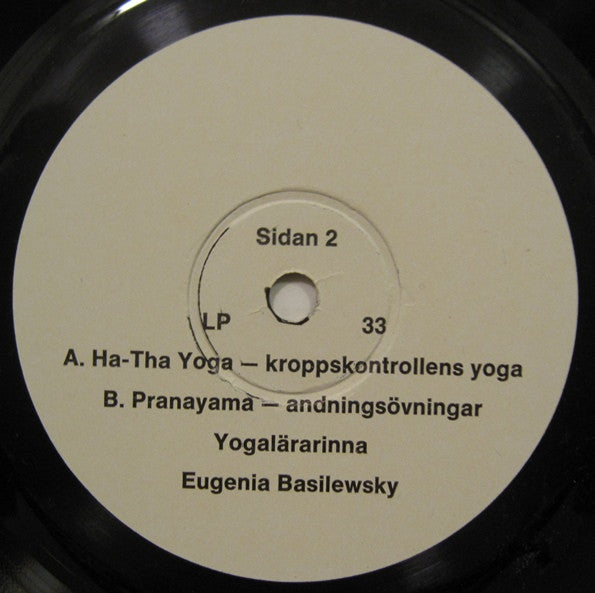 Sidan 2
LP 33
A. Ha-Tha Yoga — kroppskontrollens yoga
B. Pranayama — andningsövningar
Yogalärarinna
Eugenia Basilewsky